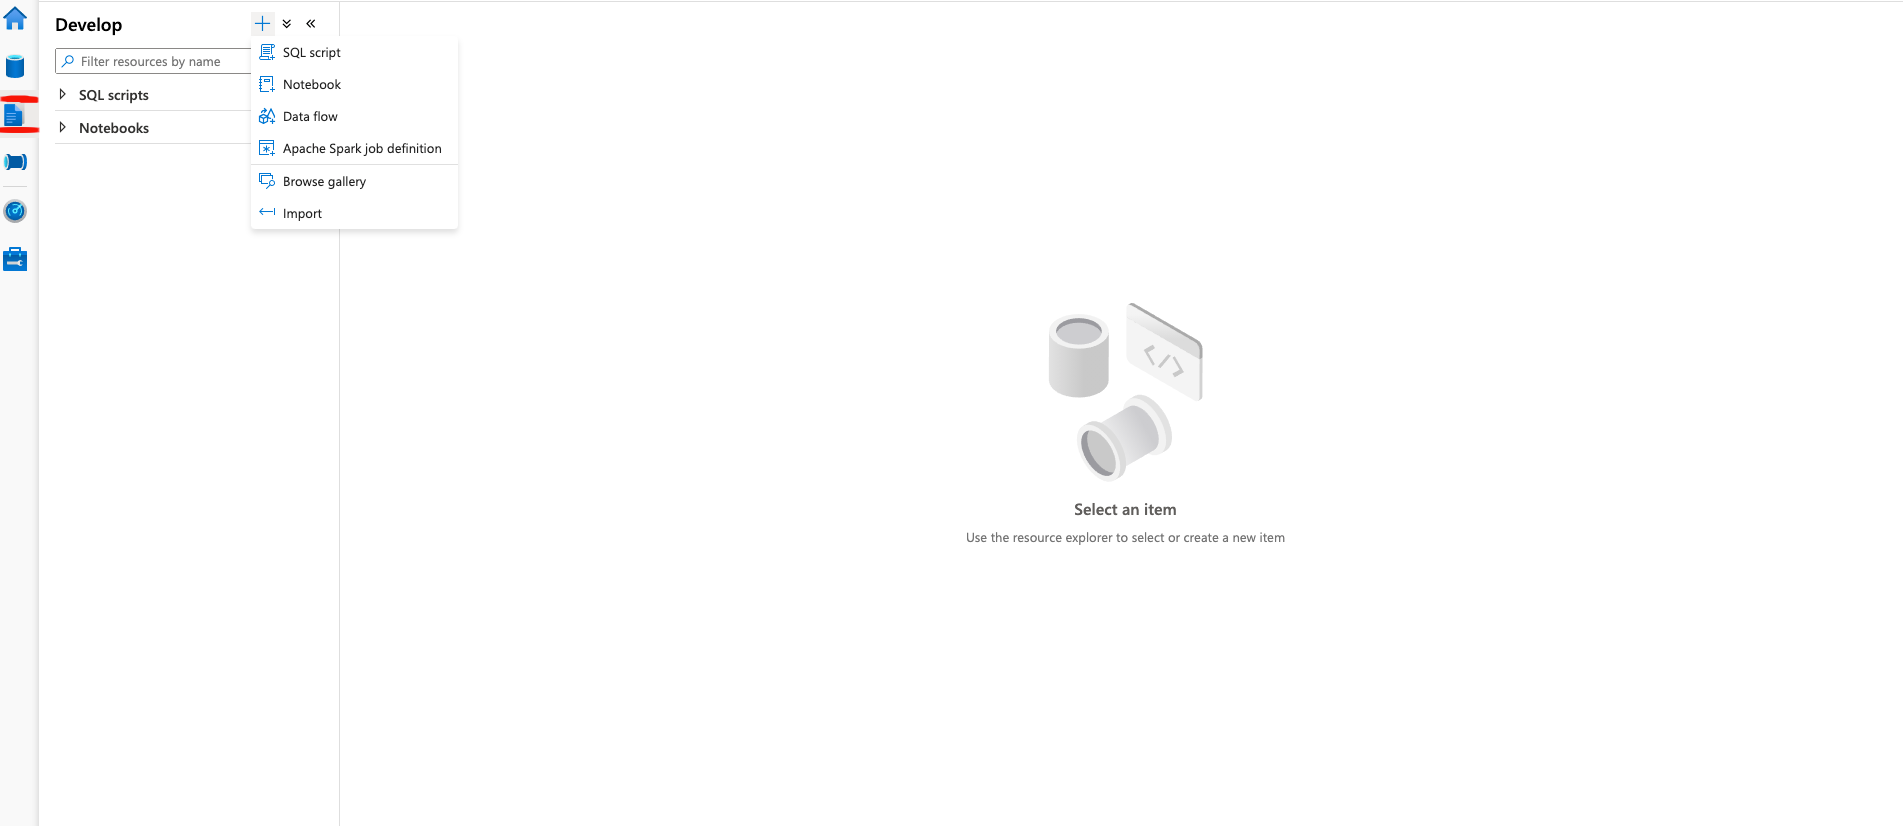 Develop
Filter resources by name
SQL scripts
Notebooks
SQL script
Notebook
Data flow
Apache Spark job definition
Browse gallery
Import
</>
Select an item
Use the resource explorer to select or create a new item